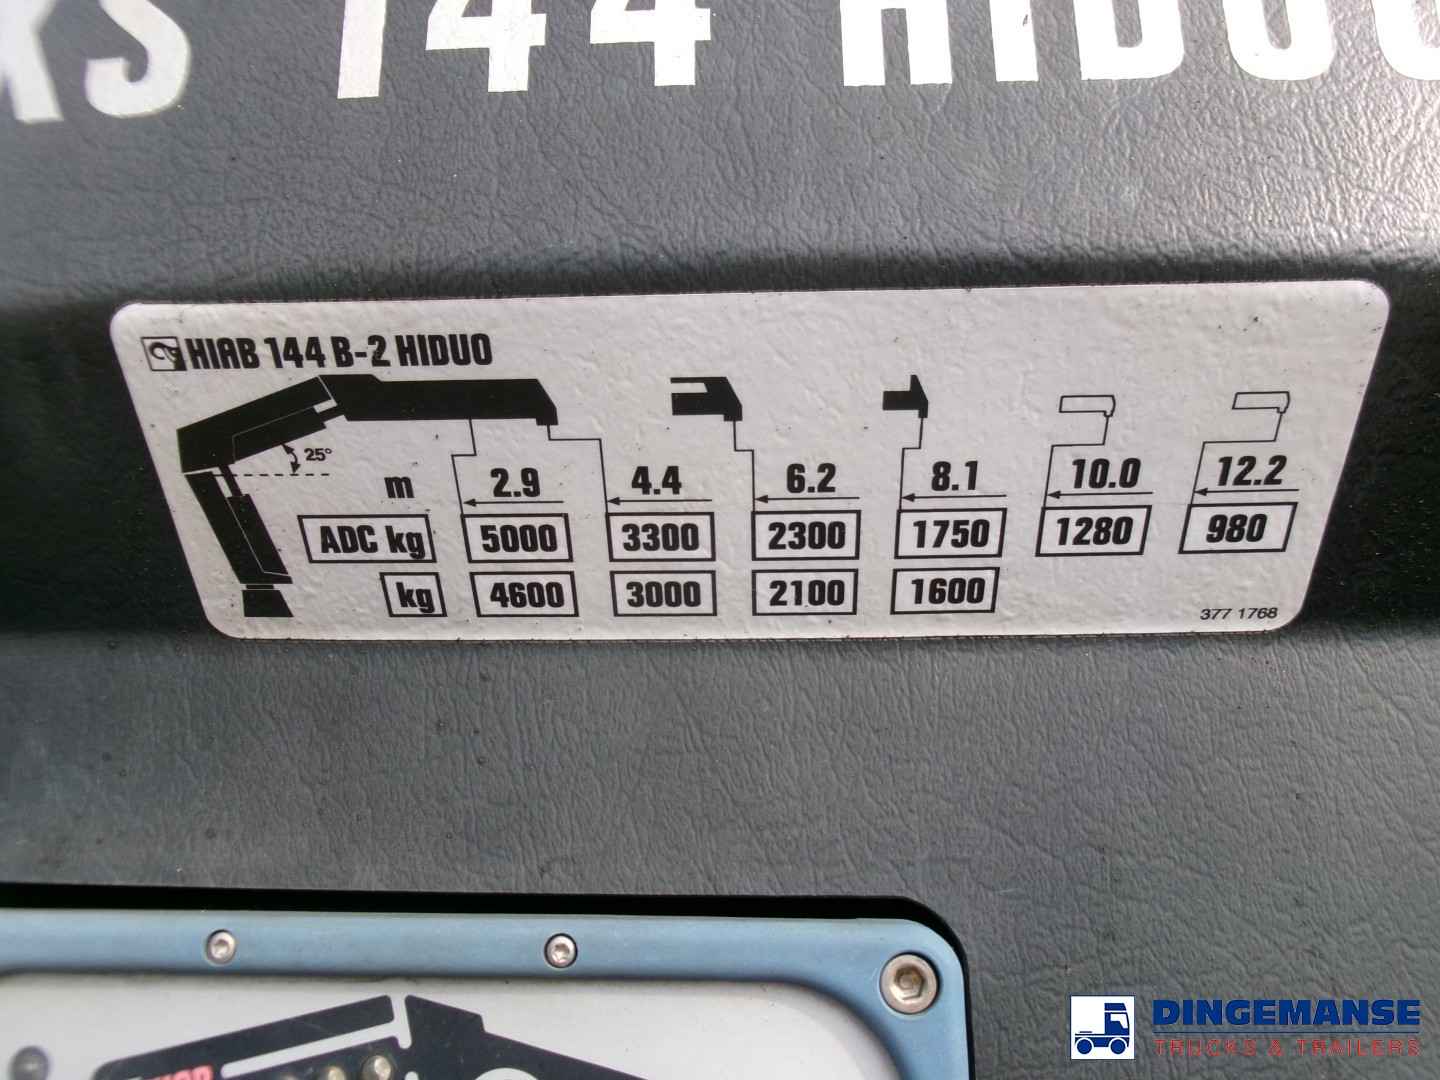 XS 144 HIDUO
HIAB 144 B-2 HIDUO
25°
m 2.9 4.4 6.2 8.1 10.0 12.2
ADC kg 5000 3300 2300 1750 1280 980
kg 4600 3000 2100 1600
377 1768
DINGEMANSE
TRUCKS & TRAILERS